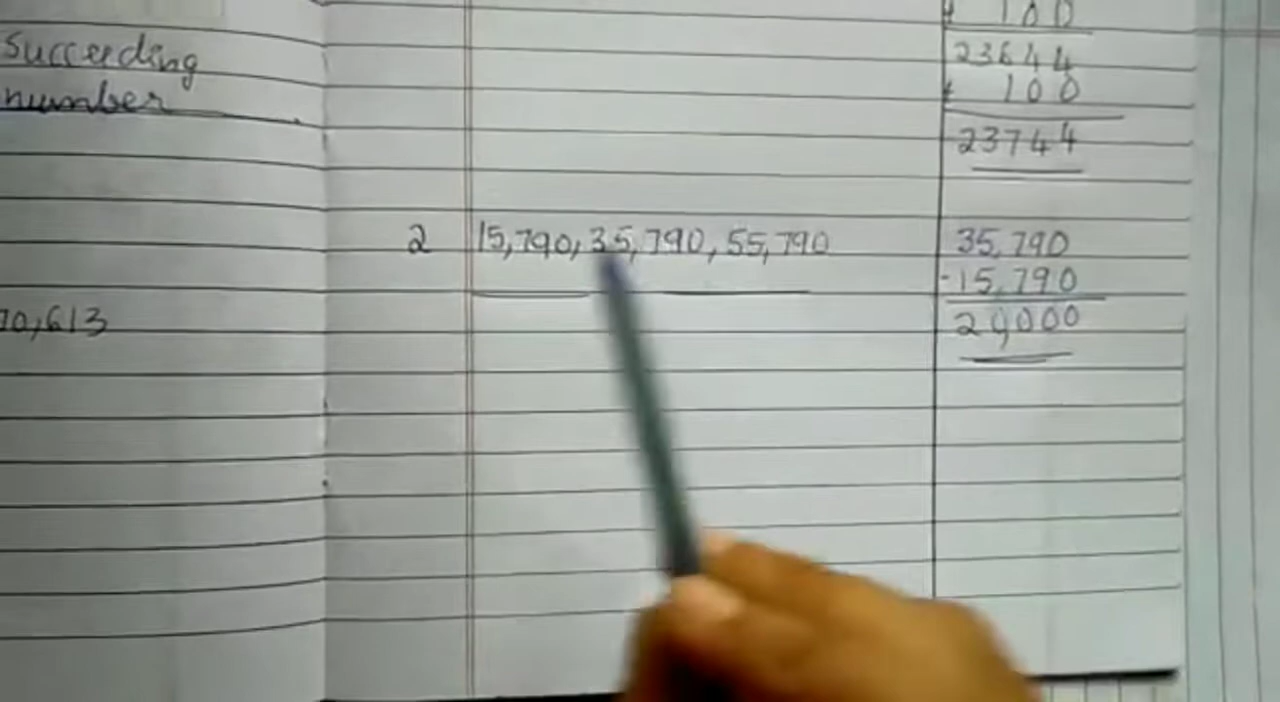 Succeeding
number
70,613
2 15,790, 35,790, 55,790
+ 100
23644
+ 100
23744
35,790
-15,790
20,000